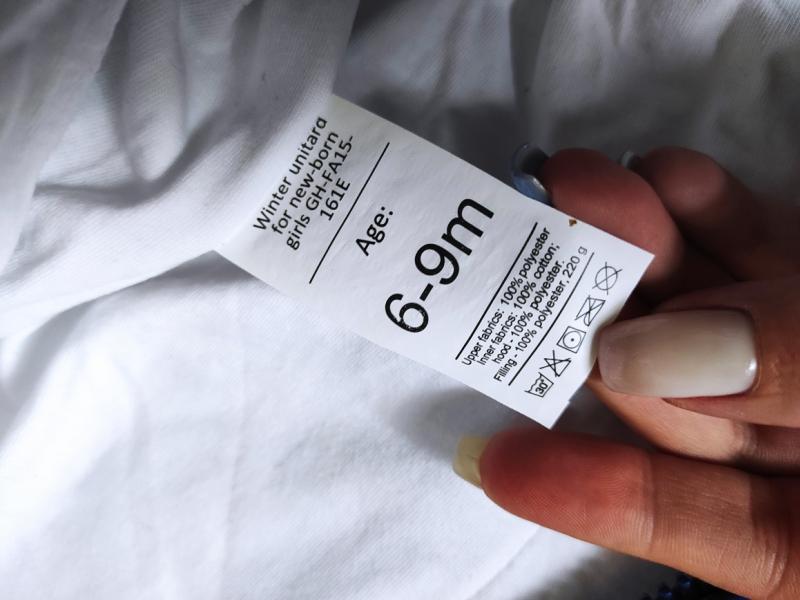 Winter unitard
for new-born
girls GH-FA15-
161E
Age:
6-9m
Upper fabrics: 100% polyester
Inner fabrics: 100% cotton;
hood - 100% polyester.
Filling - 100% polyester, 220 g
30°